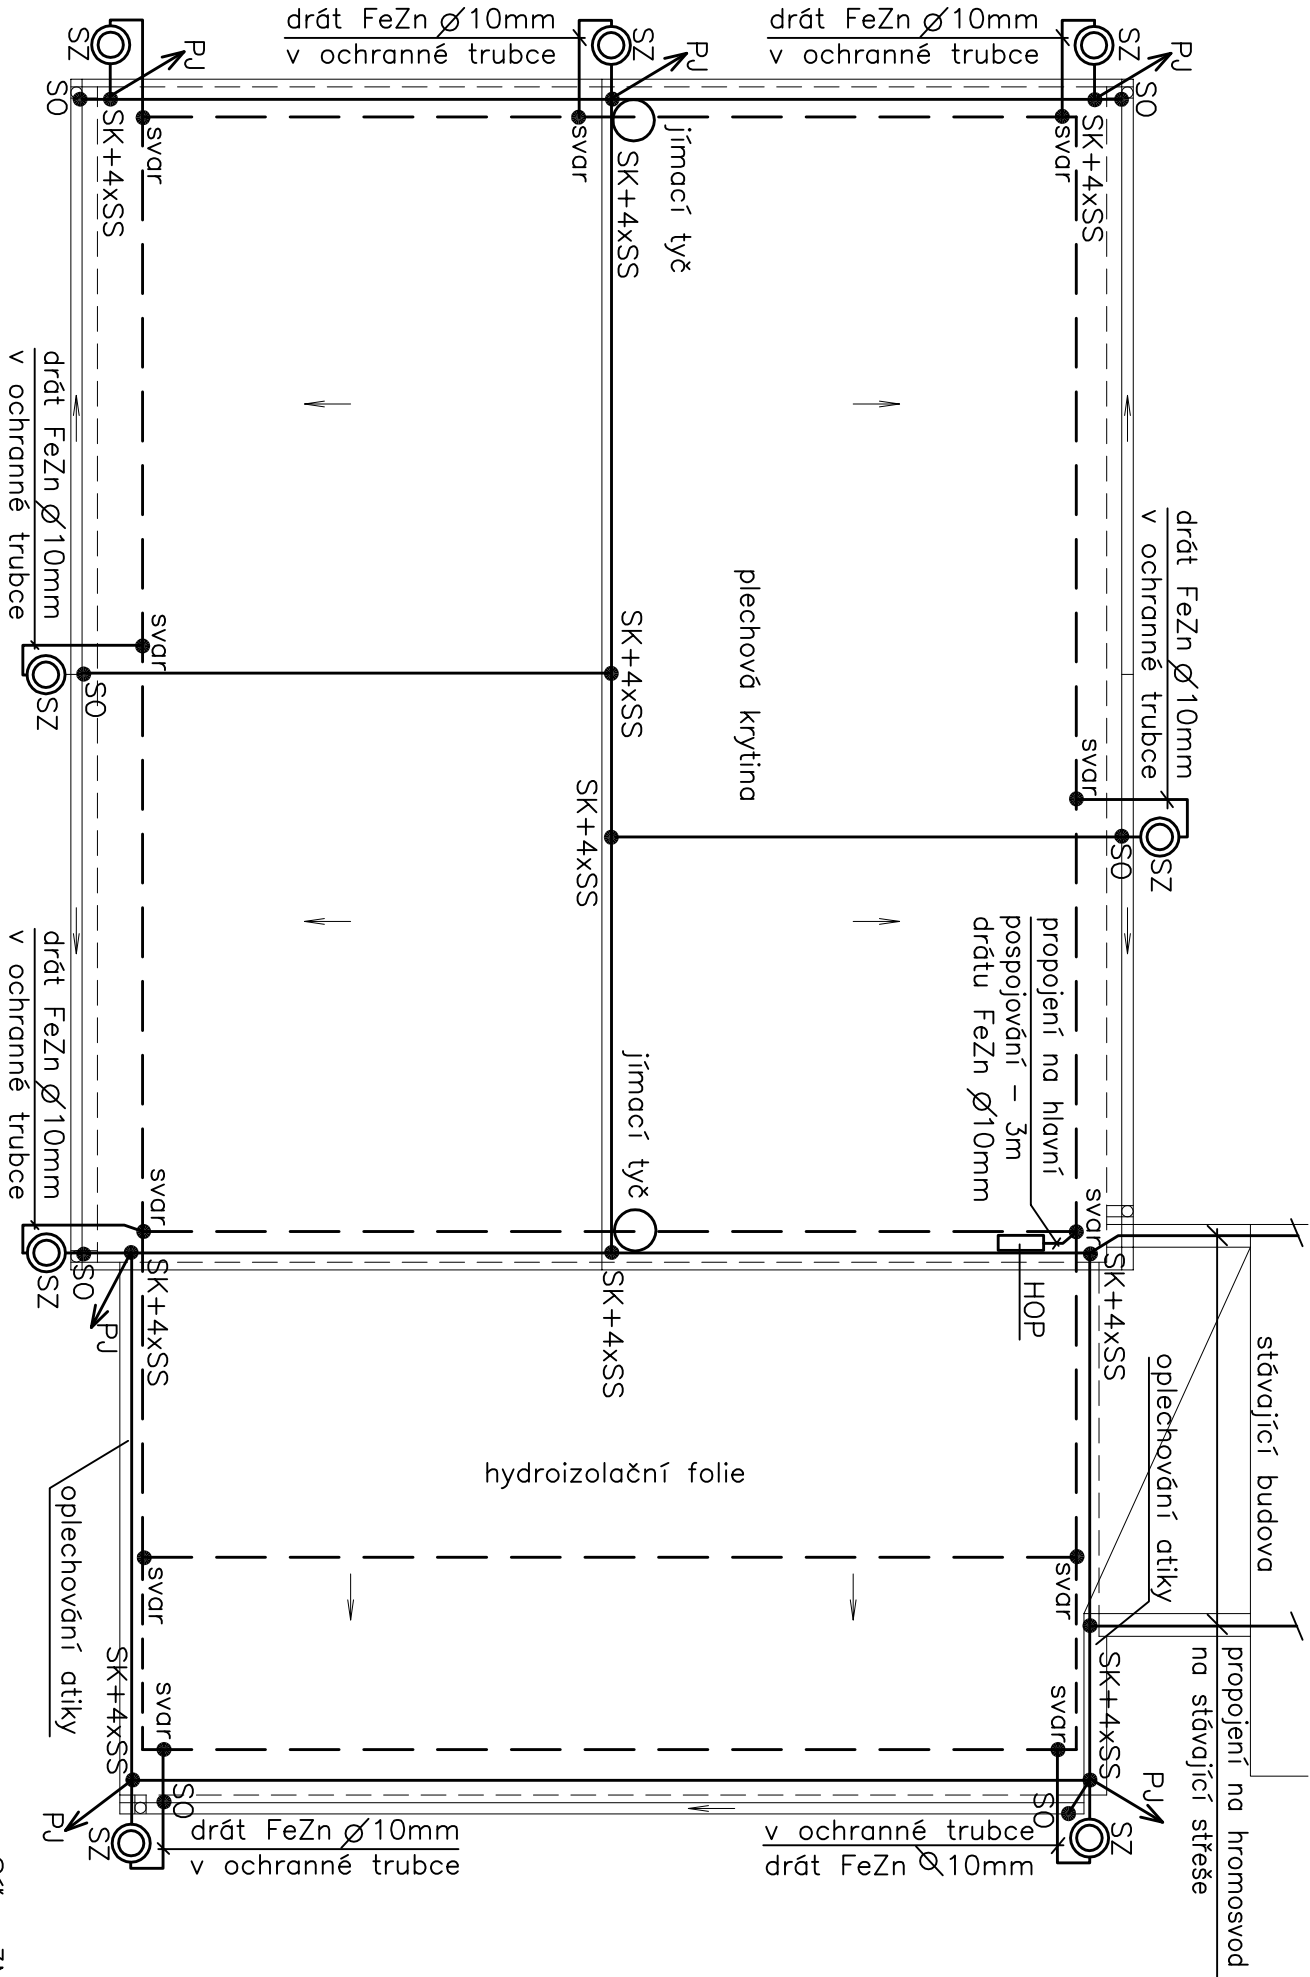 drát FeZn ⌀10mm
v ochranné trubce
drát FeZn ⌀10mm
v ochranné trubce
SZ
PJ
SZ
PJ
SZ
PJ
SO
SO
SK+4xSS
svar
svar
jímací tyč
SK+4xSS
svar
SK+4xSS
drát FeZn ⌀10mm
v ochranné trubce
drát FeZn ⌀10mm
v ochranné trubce
plechová krytina
svar
SO
SZ
SK+4xSS
SK+4xSS
svar
SO
SZ
propojení na hlavní
pospojování – 3m
drátu FeZn ⌀10mm
drát FeZn ⌀10mm
v ochranné trubce
jímací tyč
svar
svar
SK+4xSS
HOP
SK+4xSS
SK+4xSS
SO
SZ
PJ
stávající budova
oplechování atiky
hydroizolační folie
oplechování atiky
svar
svar
propojení na hromosvod
na stávající střeše
SK+4xSS
svar
svar
SK+4xSS
PJ
SO
SO
SZ
PJ
SZ
drát FeZn ⌀10mm
v ochranné trubce
v ochranné trubce
drát FeZn ⌀10mm